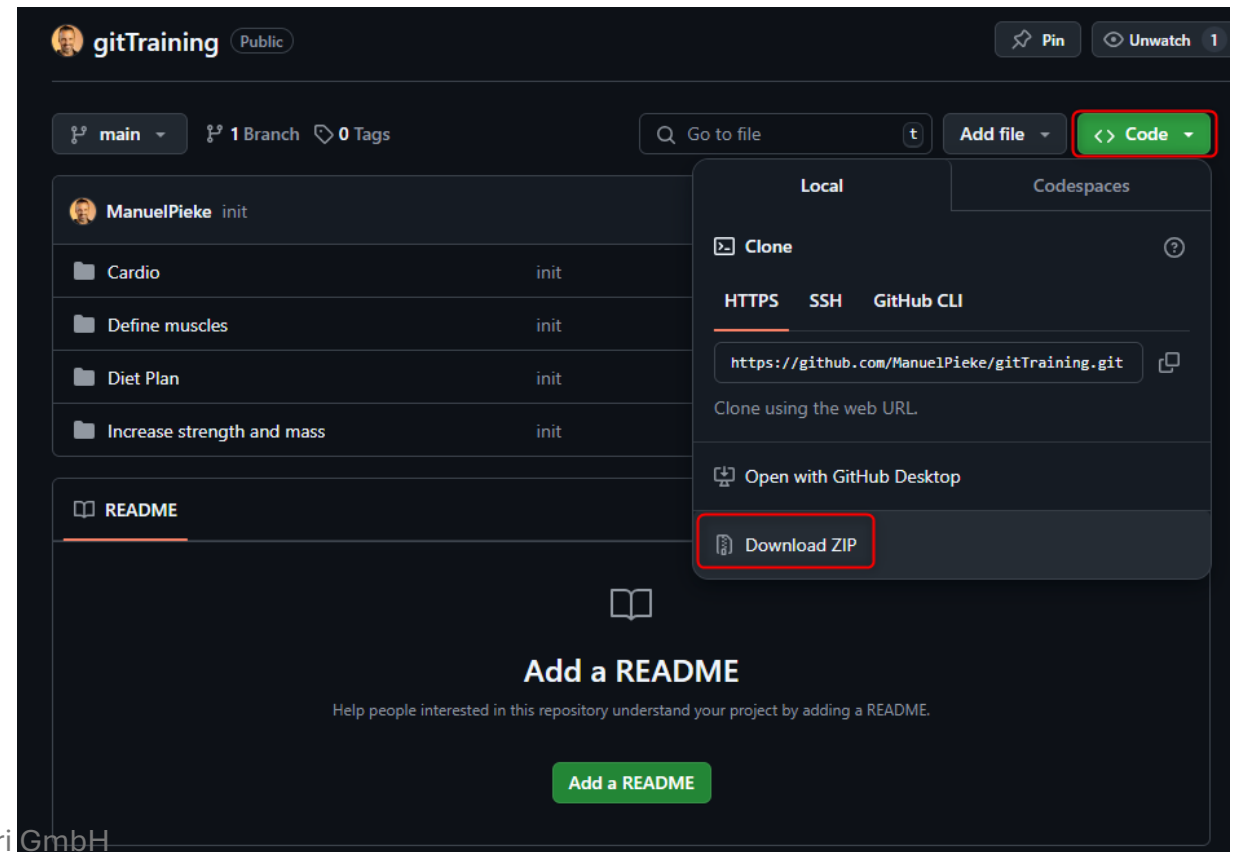 gitTraining Public Pin Unwatch 1
main 1 Branch 0 Tags Go to file t Add file <> Code
Local Codespaces
ManuelPieke init
Clone
Cardio init
HTTPS SSH GitHub CLI
Define muscles init
https://github.com/ManuelPieke/gitTraining.git
Diet Plan init
Clone using the web URL.
Increase strength and mass init
Open with GitHub Desktop
README
Download ZIP
Add a README
Help people interested in this repository understand your project by adding a README.
Add a README
ri GmbH